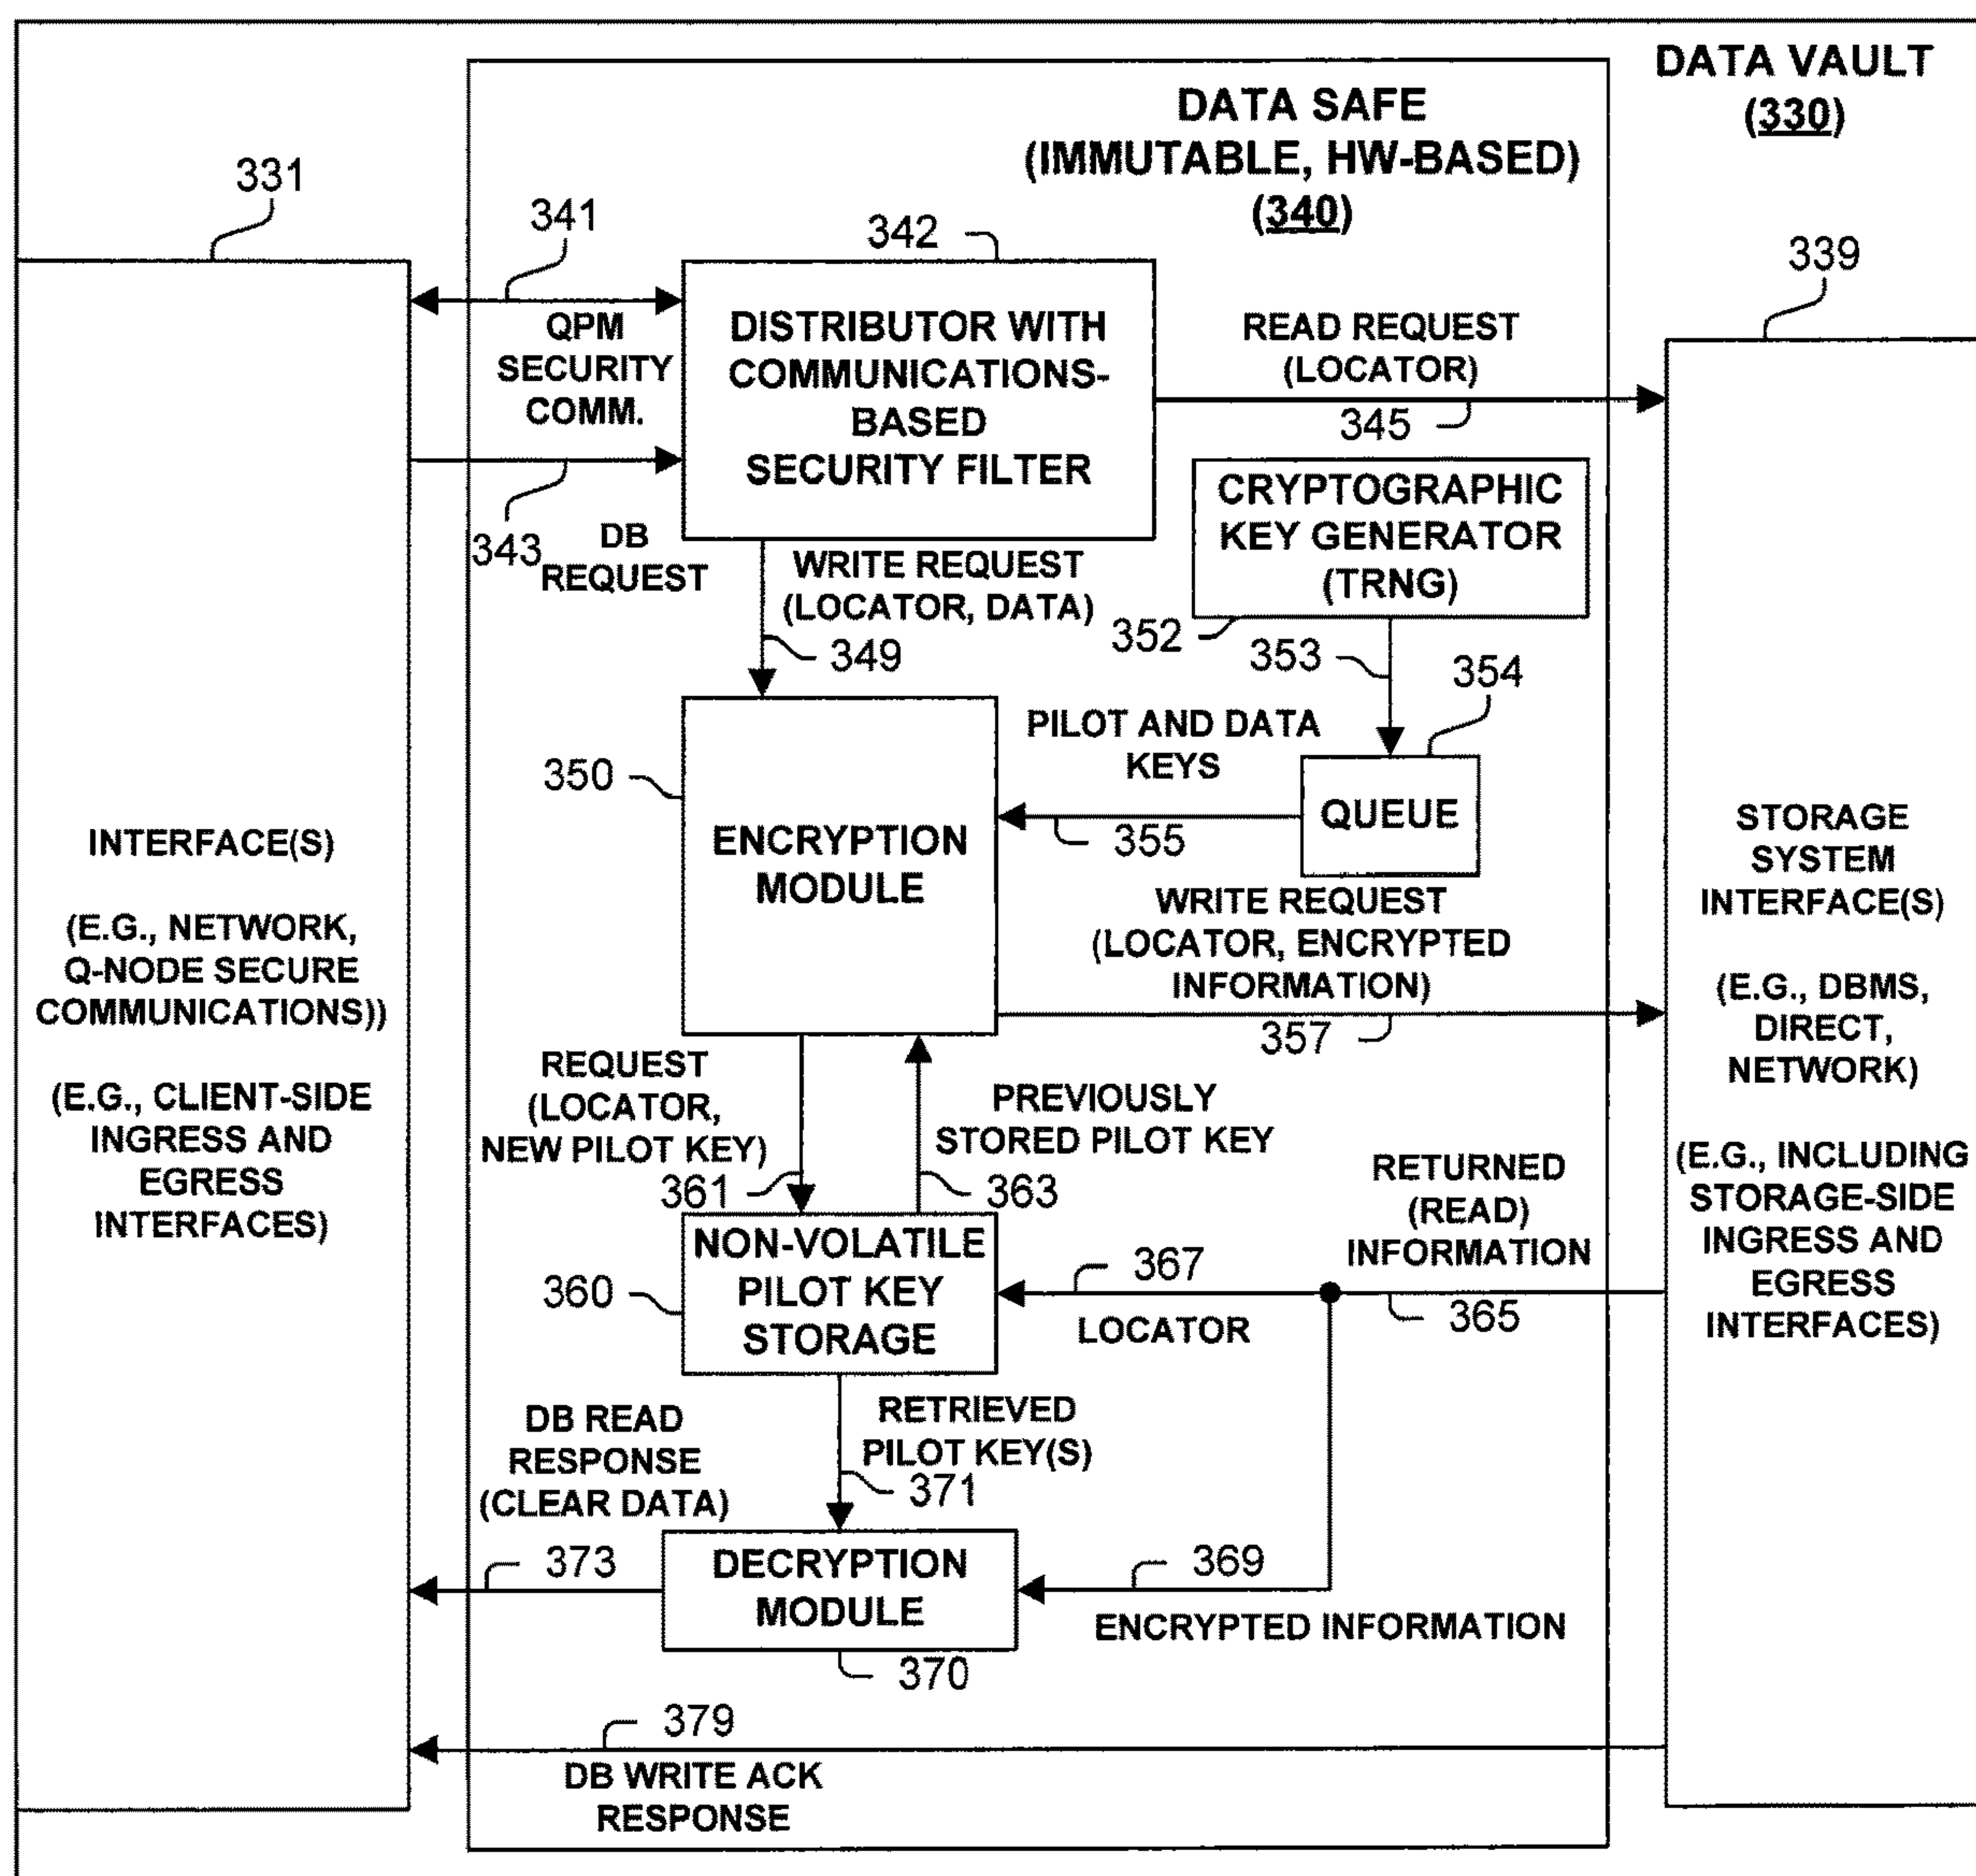 DATA VAULT
(330)
DATA SAFE
(IMMUTABLE, HW-BASED)
(340)
331
341
342
339
QPM
SECURITY
COMM.
DISTRIBUTOR WITH
COMMUNICATIONS-
BASED
SECURITY FILTER
READ REQUEST
(LOCATOR)
345
343
DB
REQUEST
WRITE REQUEST
(LOCATOR, DATA)
349
CRYPTOGRAPHIC
KEY GENERATOR
(TRNG)
352
353
354
PILOT AND DATA
KEYS
350
ENCRYPTION
MODULE
355
QUEUE
WRITE REQUEST
(LOCATOR, ENCRYPTED
INFORMATION)
357
INTERFACE(S)
(E.G., NETWORK,
Q-NODE SECURE
COMMUNICATIONS))
(E.G., CLIENT-SIDE
INGRESS AND
EGRESS
INTERFACES)
STORAGE
SYSTEM
INTERFACE(S)
(E.G., DBMS,
DIRECT,
NETWORK)
(E.G., INCLUDING
STORAGE-SIDE
INGRESS AND
EGRESS
INTERFACES)
REQUEST
(LOCATOR,
NEW PILOT KEY)
361
PREVIOUSLY
STORED PILOT KEY
363
RETURNED
(READ)
INFORMATION
365
360
NON-VOLATILE
PILOT KEY
STORAGE
367
LOCATOR
DB READ
RESPONSE
(CLEAR DATA)
RETRIEVED
PILOT KEY(S)
371
373
DECRYPTION
MODULE
370
369
ENCRYPTED INFORMATION
379
DB WRITE ACK
RESPONSE